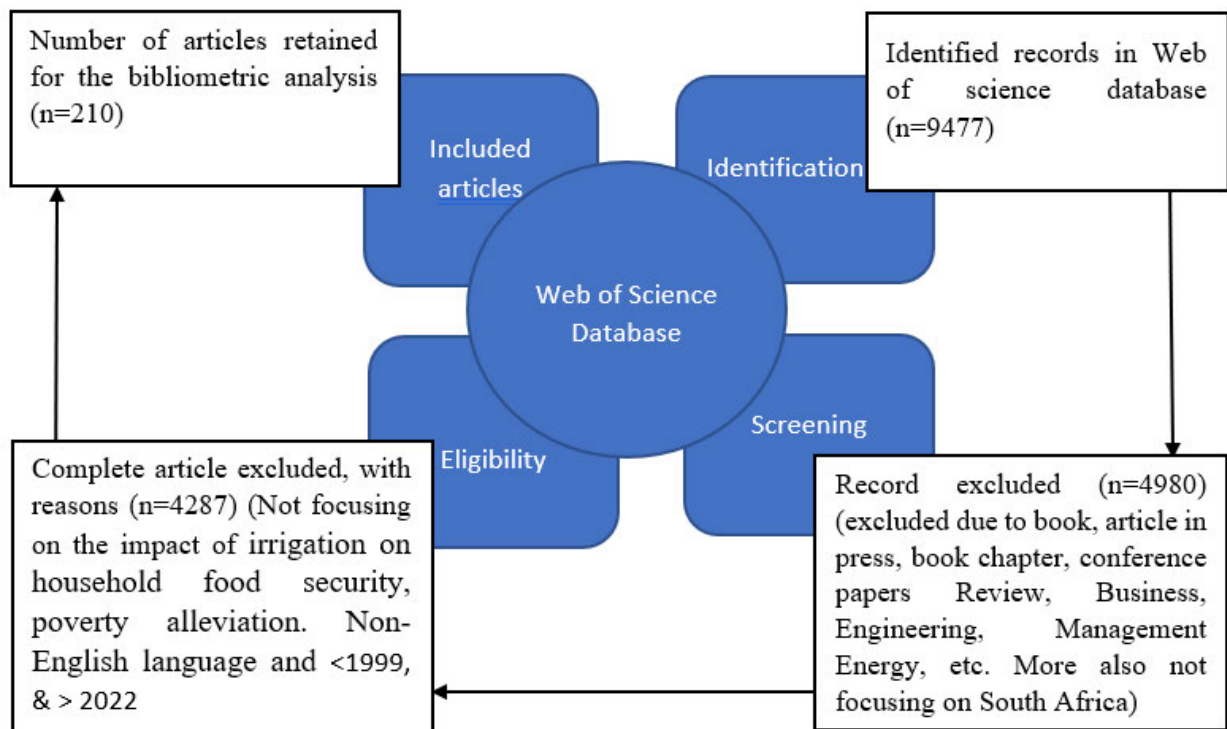 Number of articles retained
for the bibliometric analysis
(n=210)
Identified records in Web
of science database
(n=9477)
Included
articles
Identification
Web of Science
Database
Eligibility
Screening
Complete article excluded, with
reasons (n=4287) (Not focusing
on the impact of irrigation on
household food security,
poverty alleviation. Non-
English language and <1999,
& > 2022
Record excluded (n=4980)
(excluded due to book, article in
press, book chapter, conference
papers Review, Business,
Engineering, Management
Energy, etc. More also not
focusing on South Africa)